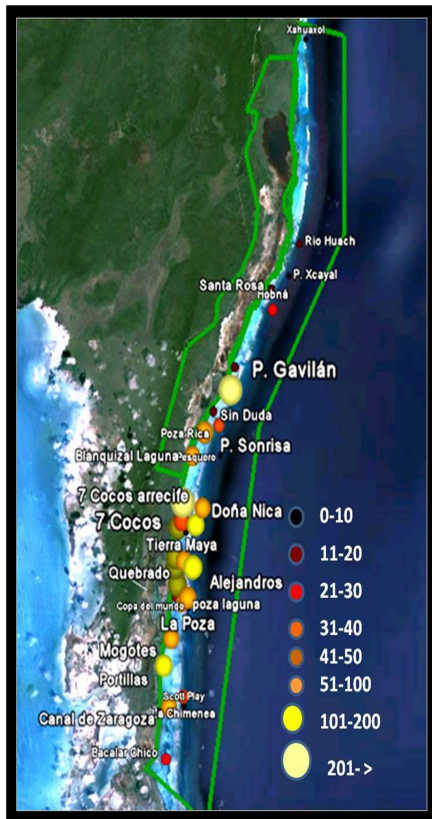 Xahuaxol
Rio Huach
P. Xcayal
Santa Rosa
Hobná
P. Gavilán
Sin Duda
Poza Rica
P. Sonrisa
Blanquizal Laguna
Pesquero
7 Cocos arrecife
Doña Nica
7 Cocos
Tierra Maya
Quebrado
Alejandros
Copa del mundo
poza laguna
La Poza
Mogotes
Portillas
Scott Play
Canal de Zaragoza
la Chimenea
Bacalar Chico
0-10
11-20
21-30
31-40
41-50
51-100
101-200
201->